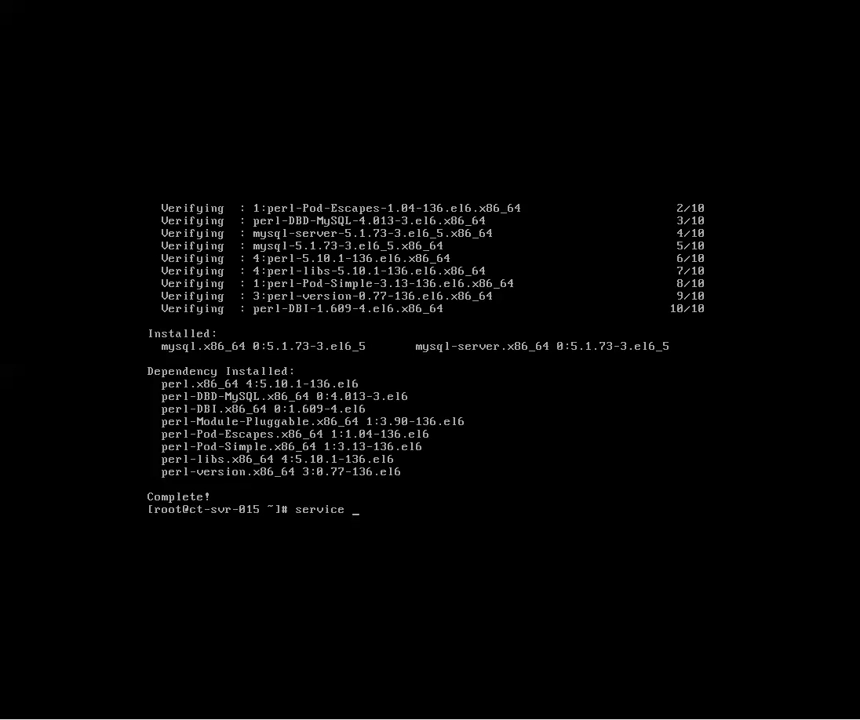 Verifying : 1:perl-Pod-Escapes-1.04-136.el6.x86_64 2/10
Verifying : perl-DBD-MySQL-4.013-3.el6.x86_64 3/10
Verifying : mysql-server-5.1.73-3.el6_5.x86_64 4/10
Verifying : mysql-5.1.73-3.el6_5.x86_64 5/10
Verifying : 4:perl-5.10.1-136.el6.x86_64 6/10
Verifying : 4:perl-libs-5.10.1-136.el6.x86_64 7/10
Verifying : 1:perl-Pod-Simple-3.13-136.el6.x86_64 8/10
Verifying : 3:perl-version-0.77-136.el6.x86_64 9/10
Verifying : perl-DBI-1.609-4.el6.x86_64 10/10
Installed:
mysql.x86_64 0:5.1.73-3.el6_5 mysql-server.x86_64 0:5.1.73-3.el6_5
Dependency Installed:
perl.x86_64 4:5.10.1-136.el6
perl-DBD-MySQL.x86_64 0:4.013-3.el6
perl-DBI.x86_64 0:1.609-4.el6
perl-Module-Pluggable.x86_64 1:3.90-136.el6
perl-Pod-Escapes.x86_64 1:1.04-136.el6
perl-Pod-Simple.x86_64 1:3.13-136.el6
perl-libs.x86_64 4:5.10.1-136.el6
perl-version.x86_64 3:0.77-136.el6
Complete!
[root@ct-svr-015 ~]# service _